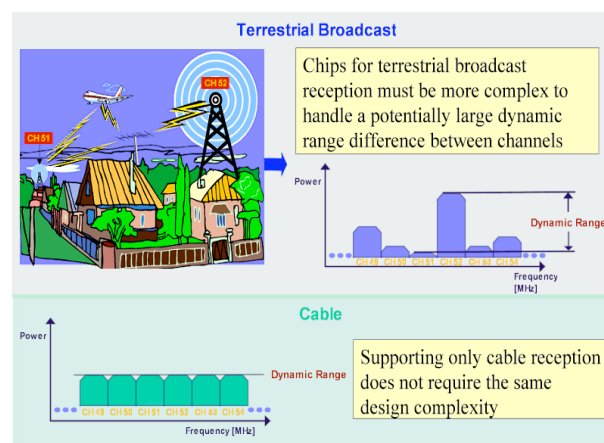 Terrestrial Broadcast
CH 52
CH 51
Chips for terrestrial broadcast
reception must be more complex to
handle a potentially large dynamic
range difference between channels
Power
Dynamic Range
CH 49 CH 50 CH 51 CH 52 CH 53 CH 54
Frequency
[MHz]
Cable
Power
Dynamic Range
CH 49 CH 50 CH 51 CH 52 CH 53 CH 54
Frequency [MHz]
Supporting only cable reception
does not require the same
design complexity